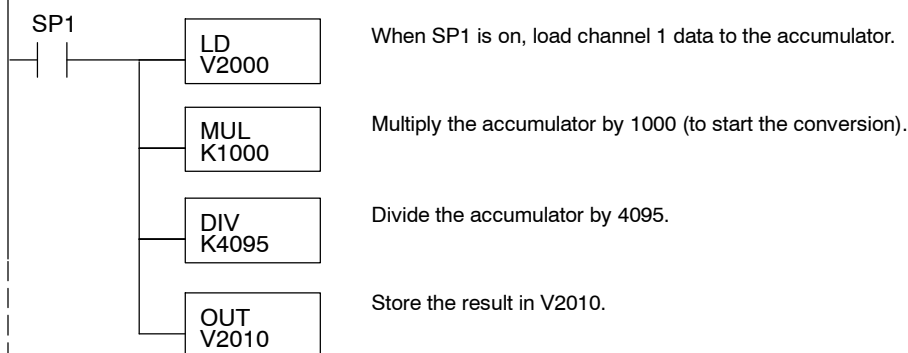 SP1
LD
V2000
When SP1 is on, load channel 1 data to the accumulator.
MUL
K1000
Multiply the accumulator by 1000 (to start the conversion).
DIV
K4095
Divide the accumulator by 4095.
OUT
V2010
Store the result in V2010.